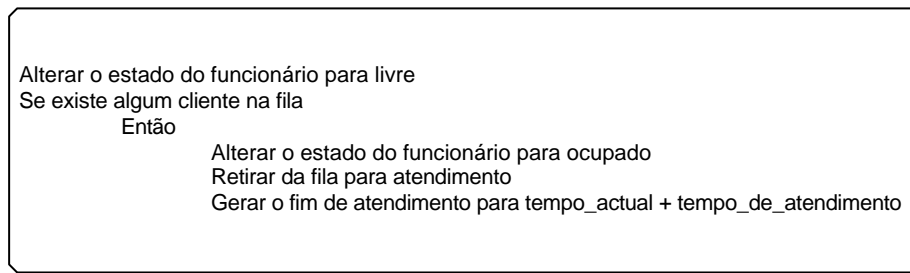 Alterar o estado do funcionário para livre
Se existe algum cliente na fila
Então
Alterar o estado do funcionário para ocupado
Retirar da fila para atendimento
Gerar o fim de atendimento para tempo_actual + tempo_de_atendimento